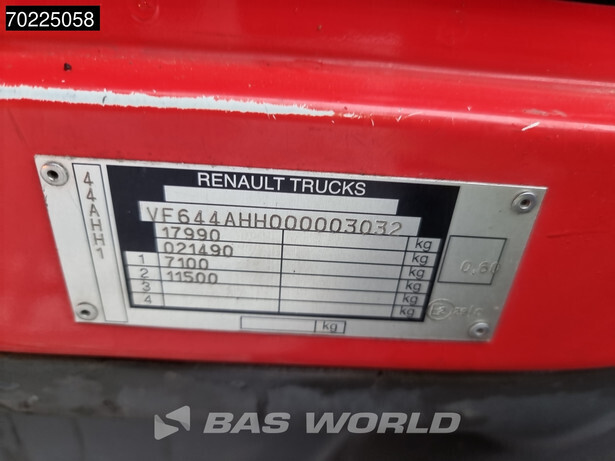 70225058
RENAULT TRUCKS
44AHH1
VF644AHH000003032
17990 kg
021490 kg
1 7100 kg
2 11500 kg
3 kg
4 kg
kg
0.60
BAS WORLD